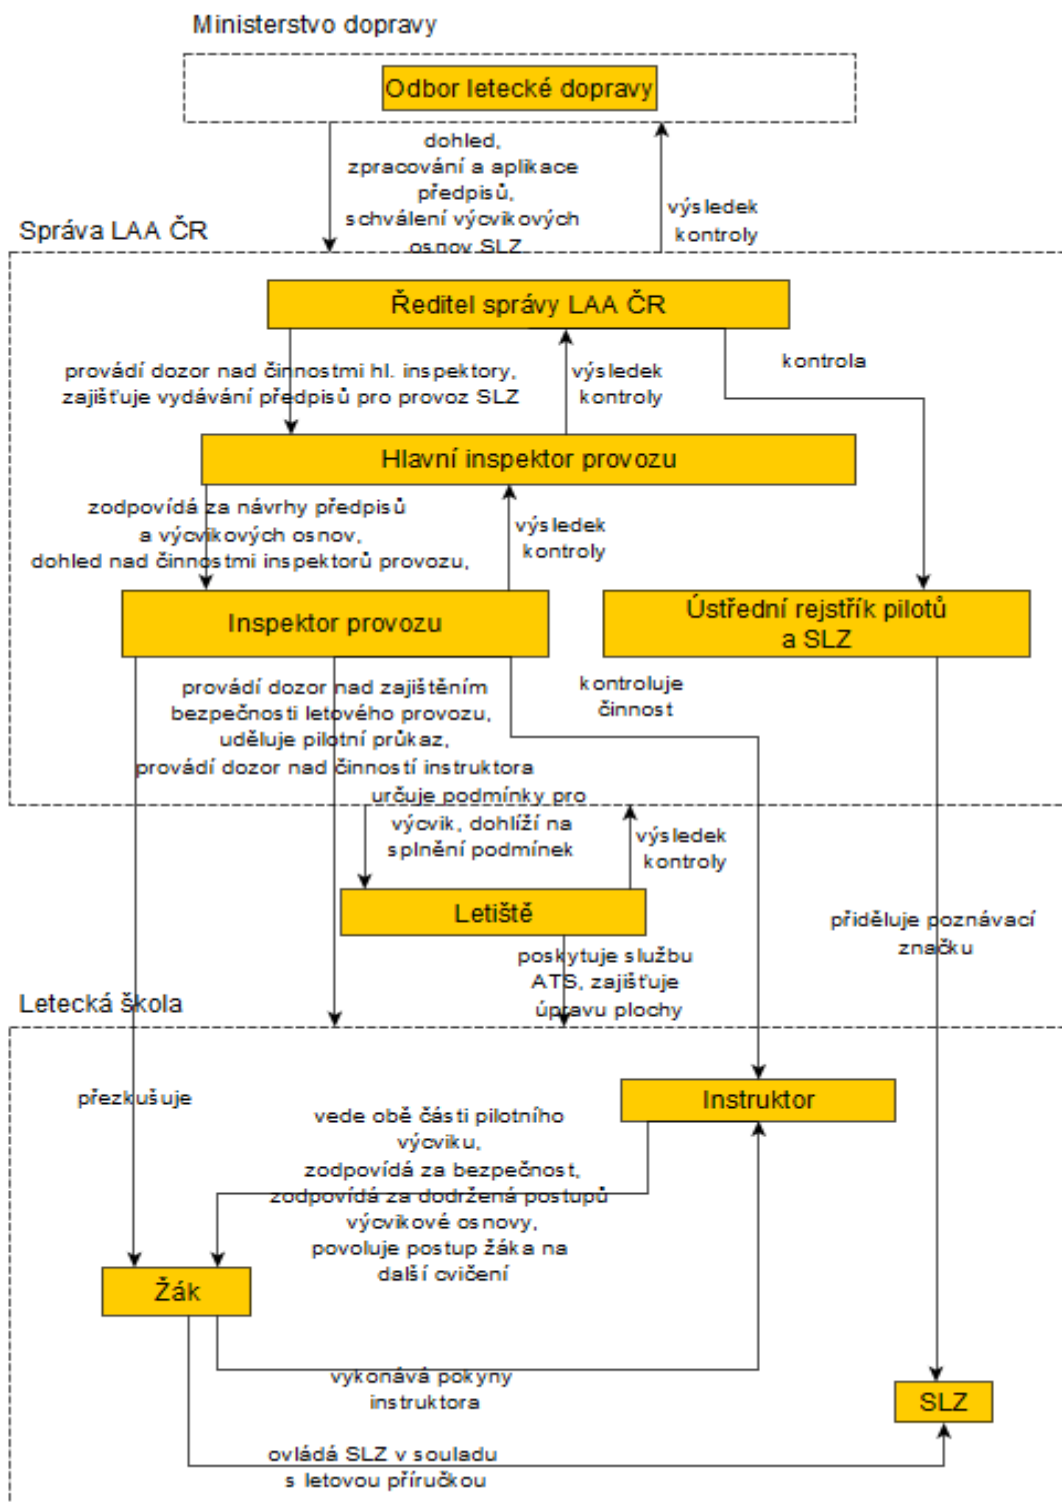 Ministerstvo dopravy
Odbor letecké dopravy
dohled,
zpracování a aplikace
předpisů,
schválení výcvikových
osnov SLZ
výsledek
kontroly
Správa LAA ČR
Ředitel správy LAA ČR
provádí dozor nad činnostmi hl. inspektory,
zajišťuje vydávání předpisů pro provoz SLZ
výsledek
kontroly
kontrola
Hlavní inspektor provozu
zodpovídá za návrhy předpisů
a výcvikových osnov,
dohled nad činnostmi inspektorů provozu,
výsledek
kontroly
Inspektor provozu
Ústřední rejstřík pilotů
a SLZ
provádí dozor nad zajištěním
bezpečnosti letového provozu,
uděluje pilotní průkaz,
provádí dozor nad činností instruktora
kontroluje
činnost
určuje podmínky pro
výcvik, dohlíží na
splnění podmínek
výsledek
kontroly
Letiště
poskytuje službu
ATS, zajišťuje
úpravu plochy
přiděluje poznávací
značku
Letecká škola
přezkušuje
Instruktor
vede obě části pilotního
výcviku,
zodpovídá za bezpečnost,
zodpovídá za dodržená postupů
výcvikové osnovy,
povoluje postup žáka na
další cvičení
Žák
vykonává pokyny
instruktora
SLZ
ovládá SLZ v souladu
s letovou příručkou